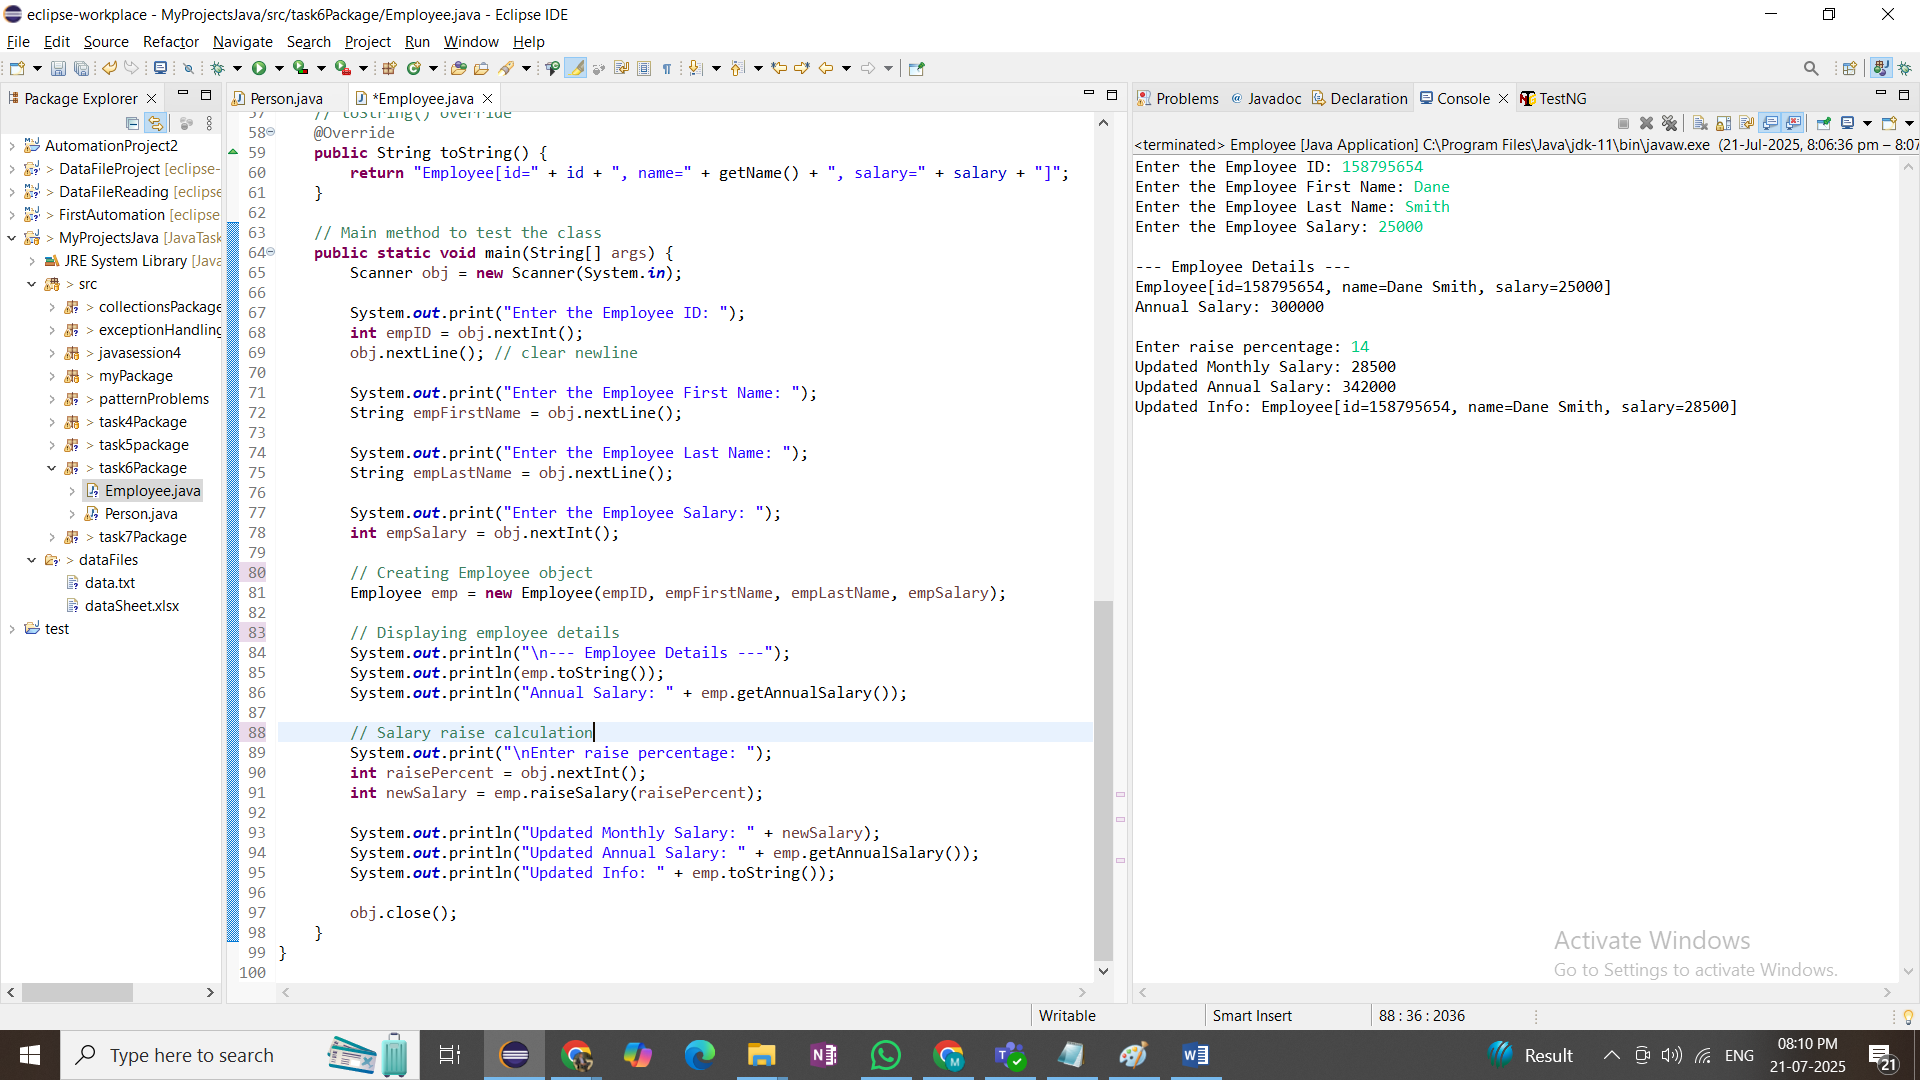 eclipse-workplace - MyProjectsJava/src/task6Package/Employee.java - Eclipse IDE
File Edit Source Refactor Navigate Search Project Run Window Help
Package Explorer
AutomationProject2
> DataFileProject [eclipse-
> DataFileReading [eclipse
> FirstAutomation [eclipse
> MyProjectsJava [JavaTask
JRE System Library [Java
> src
> collectionsPackage
> exceptionHandling
> javasession4
> myPackage
> patternProblems
> task4Package
> task5package
> task6Package
Employee.java
Person.java
> task7Package
> dataFiles
data.txt
dataSheet.xlsx
test
Person.java *Employee.java
57 // toString() override
58 @Override
59 public String toString() {
60 return "Employee[id=" + id + ", name=" + getName() + ", salary=" + salary + "]";
61 }
62
63 // Main method to test the class
64 public static void main(String[] args) {
65 Scanner obj = new Scanner(System.in);
66
67 System.out.print("Enter the Employee ID: ");
68 int empID = obj.nextInt();
69 obj.nextLine(); // clear newline
70
71 System.out.print("Enter the Employee First Name: ");
72 String empFirstName = obj.nextLine();
73
74 System.out.print("Enter the Employee Last Name: ");
75 String empLastName = obj.nextLine();
76
77 System.out.print("Enter the Employee Salary: ");
78 int empSalary = obj.nextInt();
79
80 // Creating Employee object
81 Employee emp = new Employee(empID, empFirstName, empLastName, empSalary);
82
83 // Displaying employee details
84 System.out.println("\n--- Employee Details ---");
85 System.out.println(emp.toString());
86 System.out.println("Annual Salary: " + emp.getAnnualSalary());
87
88 // Salary raise calculation
89 System.out.print("\nEnter raise percentage: ");
90 int raisePercent = obj.nextInt();
91 int newSalary = emp.raiseSalary(raisePercent);
92
93 System.out.println("Updated Monthly Salary: " + newSalary);
94 System.out.println("Updated Annual Salary: " + emp.getAnnualSalary());
95 System.out.println("Updated Info: " + emp.toString());
96
97 obj.close();
98 }
99 }
100
Problems Javadoc Declaration Console TestNG
<terminated> Employee [Java Application] C:\Program Files\Java\jdk-11\bin\javaw.exe (21-Jul-2025, 8:06:36 pm – 8:07
Enter the Employee ID: 158795654
Enter the Employee First Name: Dane
Enter the Employee Last Name: Smith
Enter the Employee Salary: 25000
--- Employee Details ---
Employee[id=158795654, name=Dane Smith, salary=25000]
Annual Salary: 300000
Enter raise percentage: 14
Updated Monthly Salary: 28500
Updated Annual Salary: 342000
Updated Info: Employee[id=158795654, name=Dane Smith, salary=28500]
Activate Windows
Go to Settings to activate Windows.
Writable Smart Insert 88 : 36 : 2036
Type here to search
Result ENG
08:10 PM
21-07-2025
21